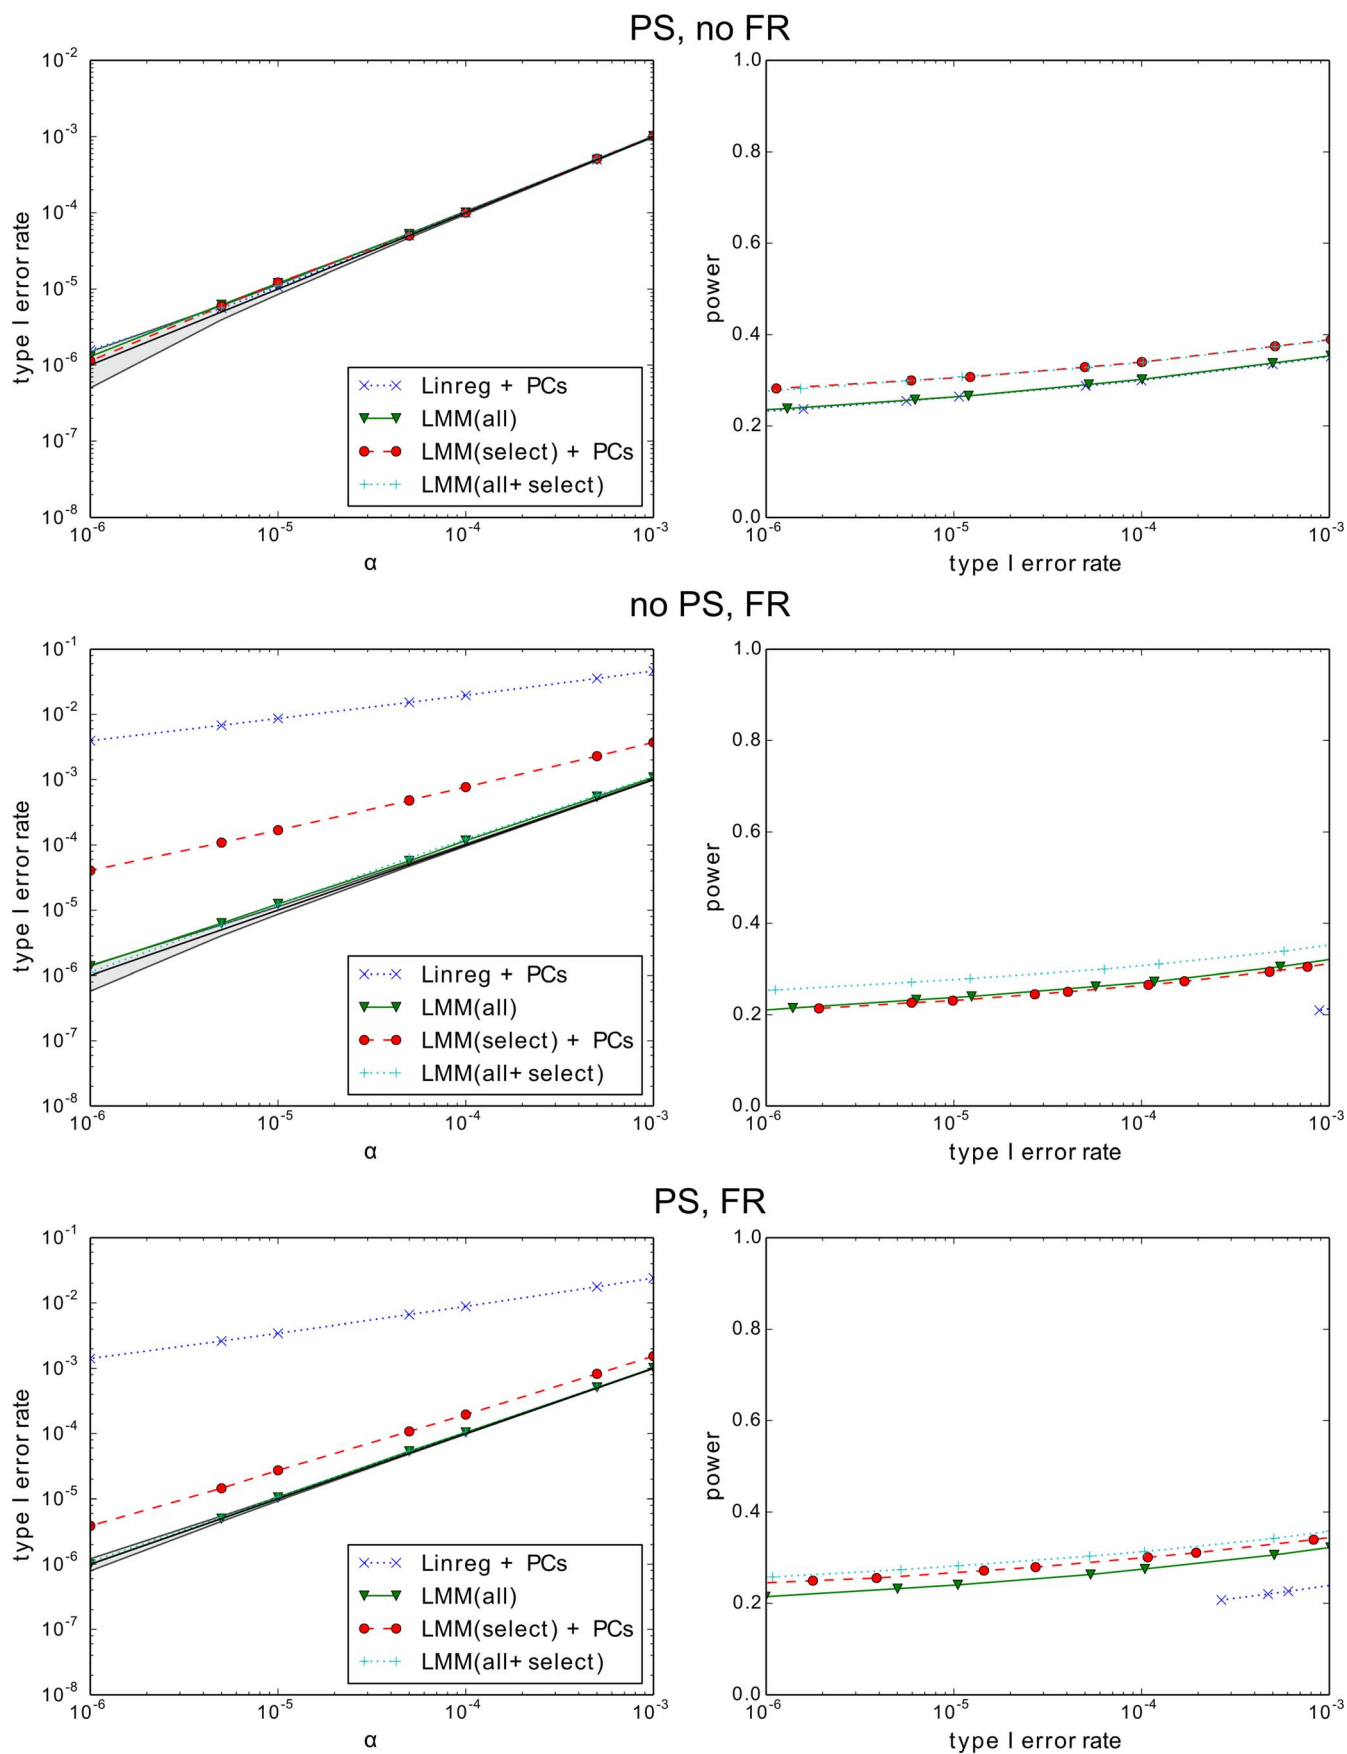 PS, no FR
type I error rate
10^-2
10^-3
10^-4
10^-5
10^-6
10^-7
10^-8
Linreg + PCs
LMM(all)
LMM(select) + PCs
LMM(all+select)
10^-6 10^-5 10^-4 10^-3
α
power
1.0
0.8
0.6
0.4
0.2
0.0
10^-6 10^-5 10^-4 10^-3
type I error rate
no PS, FR
type I error rate
10^-1
10^-2
10^-3
10^-4
10^-5
10^-6
10^-7
10^-8
Linreg + PCs
LMM(all)
LMM(select) + PCs
LMM(all+select)
10^-6 10^-5 10^-4 10^-3
α
power
1.0
0.8
0.6
0.4
0.2
0.0
10^-6 10^-5 10^-4 10^-3
type I error rate
PS, FR
type I error rate
10^-1
10^-2
10^-3
10^-4
10^-5
10^-6
10^-7
10^-8
Linreg + PCs
LMM(all)
LMM(select) + PCs
LMM(all+select)
10^-6 10^-5 10^-4 10^-3
α
power
1.0
0.8
0.6
0.4
0.2
0.0
10^-6 10^-5 10^-4 10^-3
type I error rate